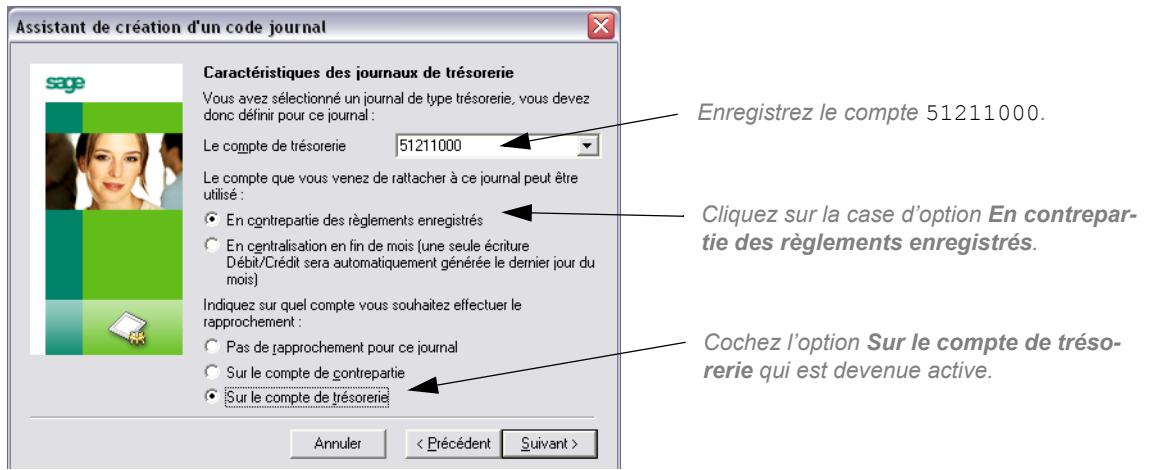 Assistant de création d'un code journal
sage
Caractéristiques des journaux de trésorerie
Vous avez sélectionné un journal de type trésorerie, vous devez
donc définir pour ce journal :
Le compte de trésorerie 51211000
Enregistrez le compte 51211000.
Le compte que vous venez de rattacher à ce journal peut être
utilisé :
En contrepartie des règlements enregistrés
Cliquez sur la case d’option En contrepar-
tie des règlements enregistrés.
En centralisation en fin de mois (une seule écriture
Débit/Crédit sera automatiquement générée le dernier jour du
mois)
Indiquez sur quel compte vous souhaitez effectuer le
rapprochement :
Pas de rapprochement pour ce journal
Sur le compte de contrepartie
Sur le compte de trésorerie
Cochez l’option Sur le compte de tréso-
rerie qui est devenue active.
Annuler < Précédent Suivant >